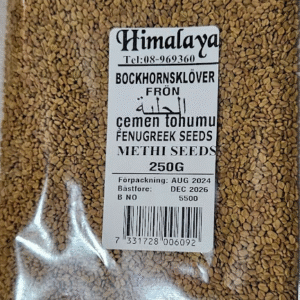 Himalaya
Tel:08-969360
BOCKHORNSKLÖVER
FRÖN
الحلبة
çemen tohumu
FENUGREEK SEEDS
METHI SEEDS
250G
Förpackning: AUG 2024
Bästföre: DEC 2026
B NO 5500
7 331728 006092